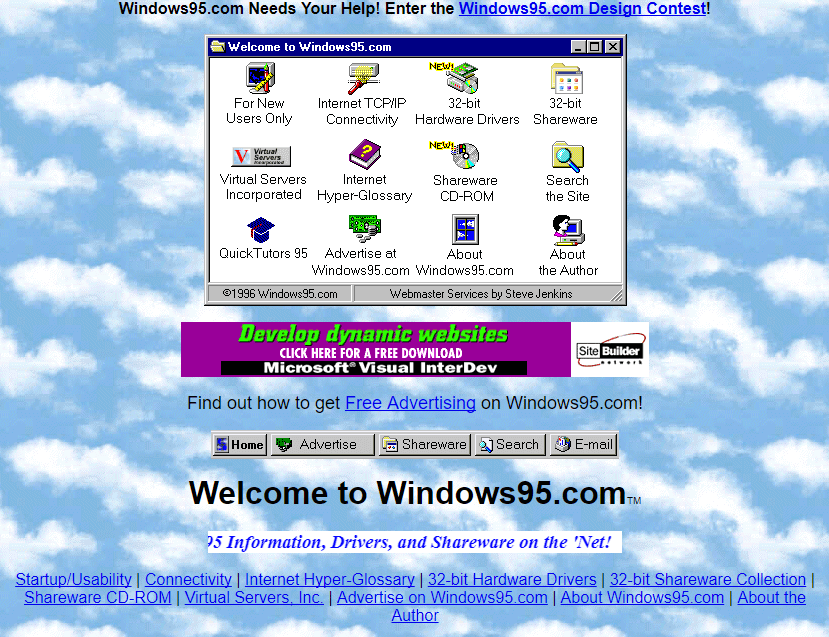 Windows95.com Needs Your Help! Enter the Windows95.com Design Contest!
Welcome to Windows95.com
For New
Users Only
Internet TCP/IP
Connectivity
NEW!
32-bit
Hardware Drivers
32-bit
Shareware
V Virtual
Servers
Incorporated
Virtual Servers
Incorporated
Internet
Hyper-Glossary
NEW!
Shareware
CD-ROM
Search
the Site
QuickTutors 95
Advertise at
Windows95.com
About
Windows95.com
About
the Author
©1996 Windows95.com
Webmaster Services by Steve Jenkins
Develop dynamic websites
CLICK HERE FOR A FREE DOWNLOAD
Microsoft® Visual InterDev
Site Builder
network
Find out how to get Free Advertising on Windows95.com!
Home Advertise Shareware Search E-mail
Welcome to Windows95.com TM
95 Information, Drivers, and Shareware on the 'Net!
Startup/Usability | Connectivity | Internet Hyper-Glossary | 32-bit Hardware Drivers | 32-bit Shareware Collection |
Shareware CD-ROM | Virtual Servers, Inc. | Advertise on Windows95.com | About Windows95.com | About the
Author